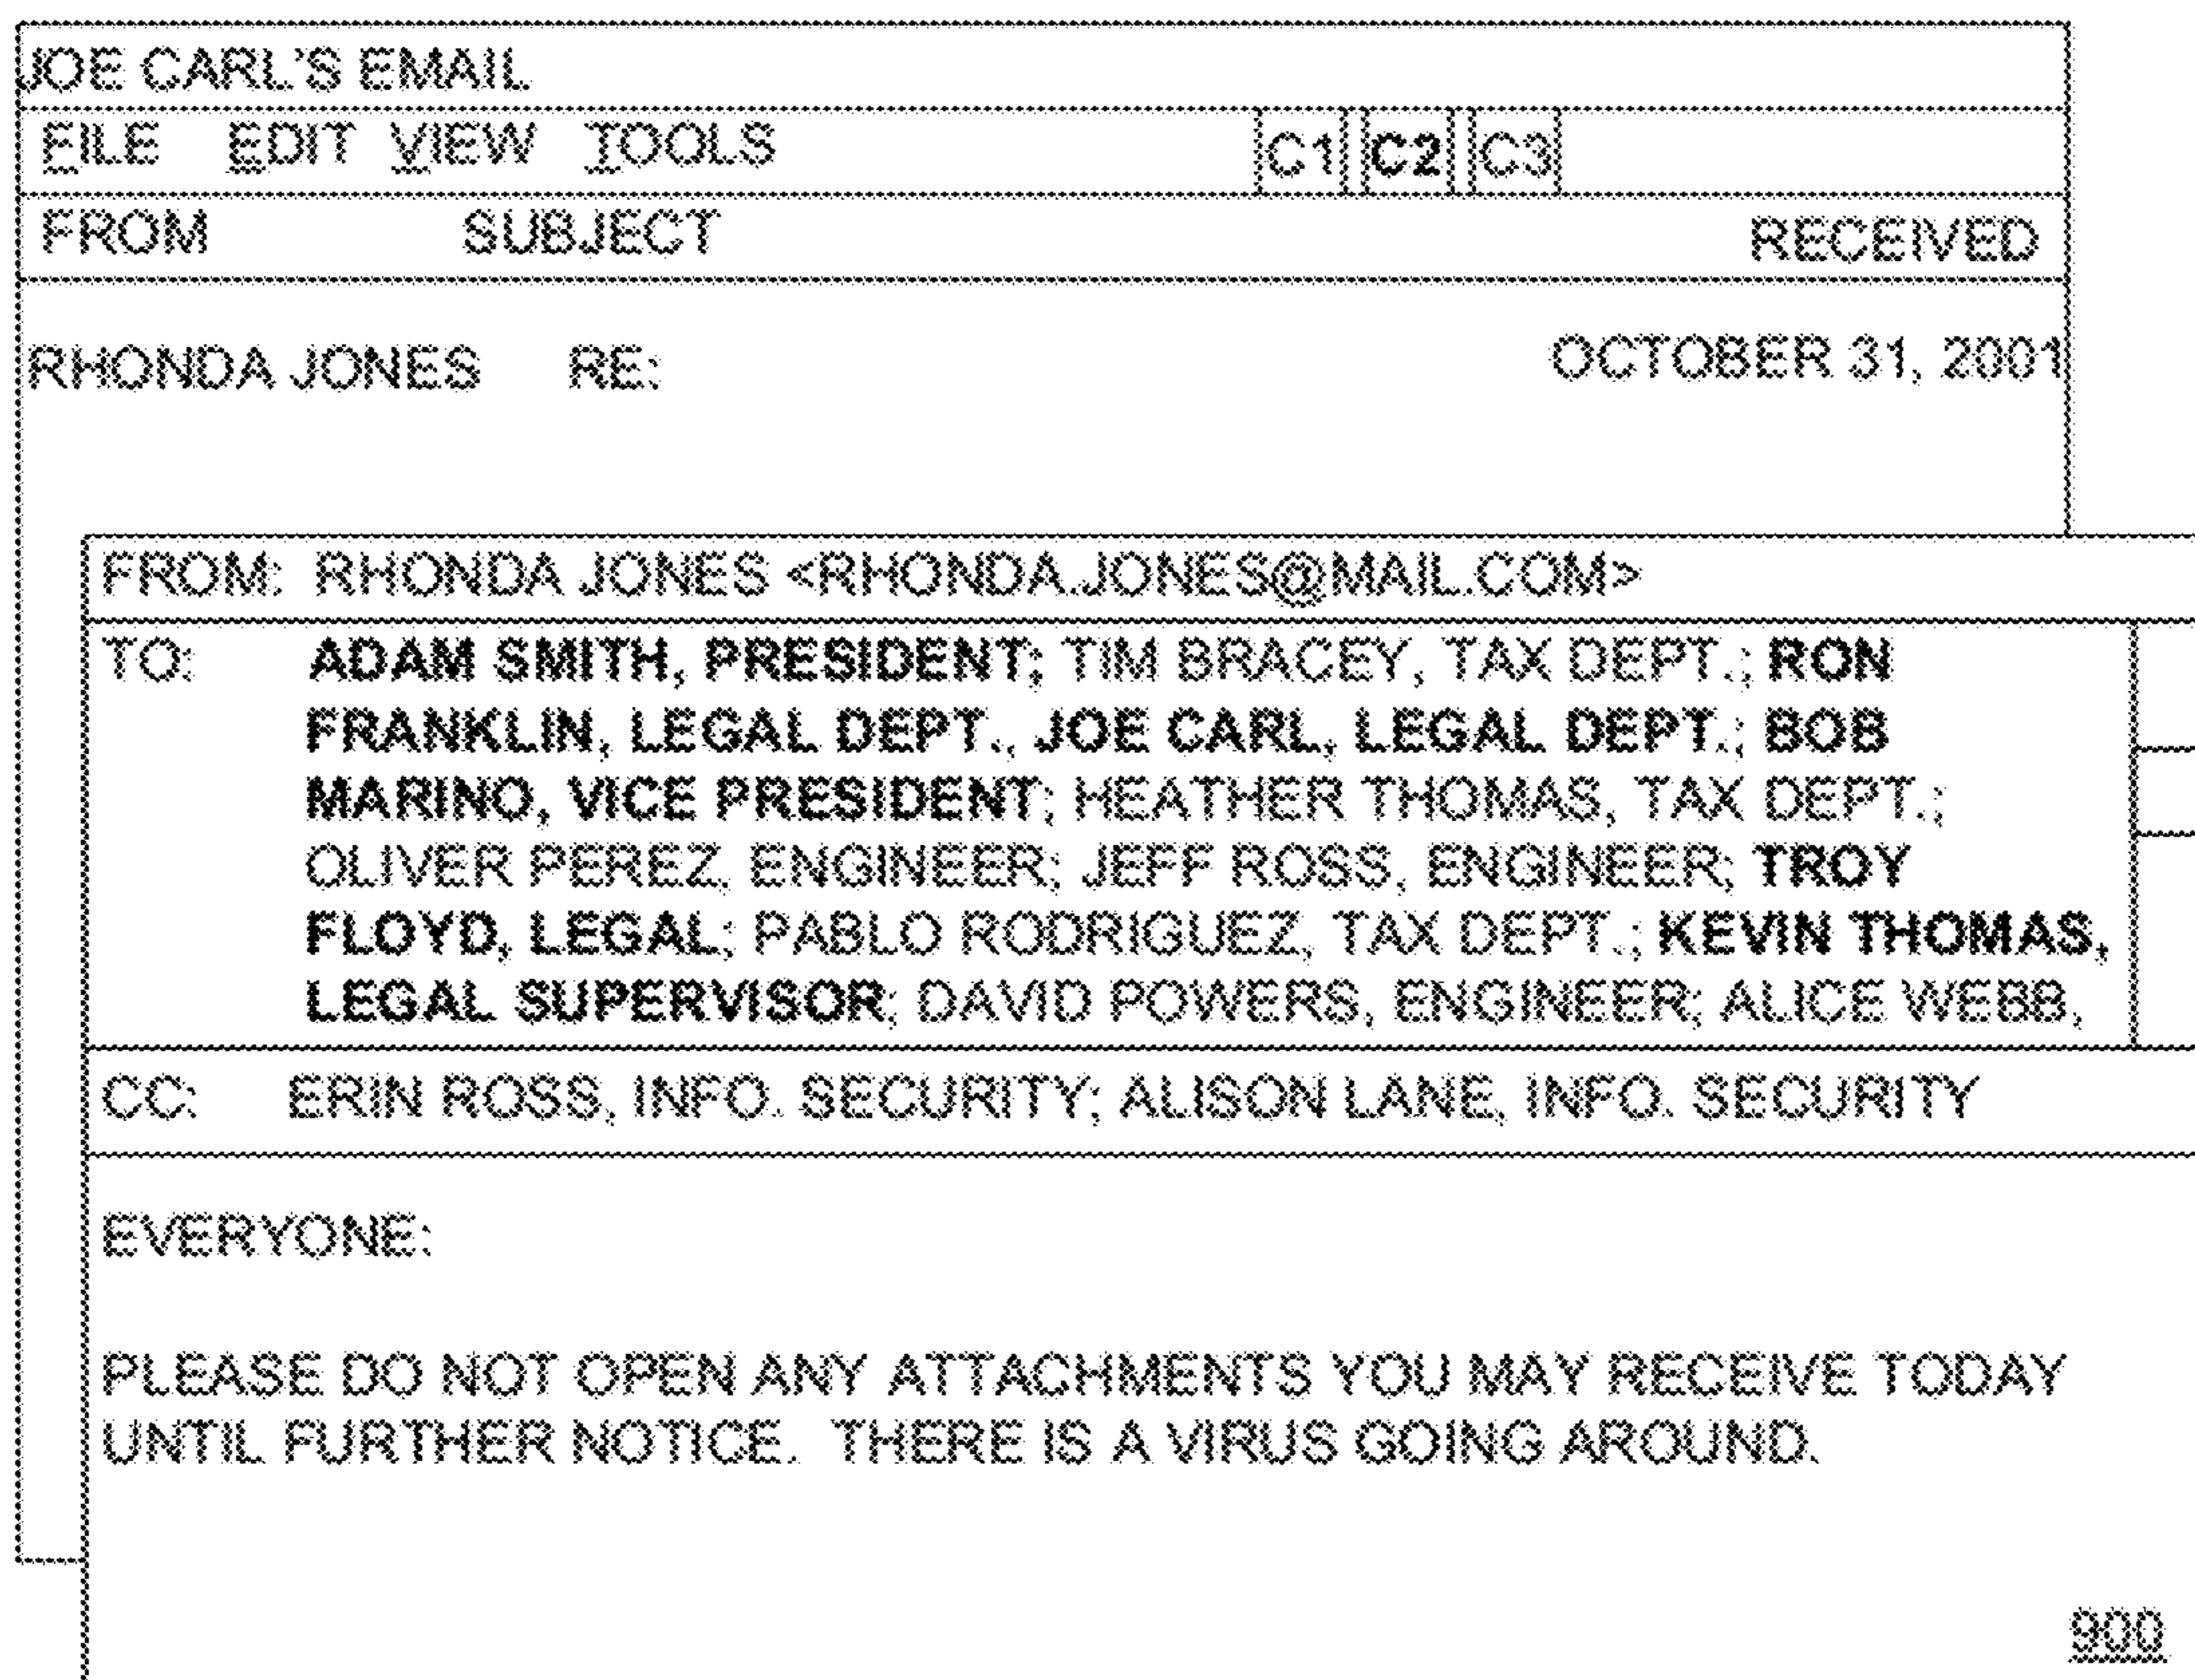 JOE CARL'S EMAIL
FILE EDIT VIEW TOOLS C1 C2 C3
FROM SUBJECT RECEIVED
RHONDA JONES RE: OCTOBER 31, 2001
FROM: RHONDA JONES <RHONDA.JONES@MAIL.COM>
TO: ADAM SMITH, PRESIDENT; TIM BRACEY, TAX DEPT.; RON
FRANKLIN, LEGAL DEPT., JOE CARL, LEGAL DEPT.; BOB
MARINO, VICE PRESIDENT; HEATHER THOMAS, TAX DEPT.;
OLIVER PEREZ, ENGINEER; JEFF ROSS, ENGINEER; TROY
FLOYD, LEGAL; PABLO RODRIGUEZ, TAX DEPT.; KEVIN THOMAS,
LEGAL SUPERVISOR; DAVID POWERS, ENGINEER; ALICE WEBB,
CC: ERIN ROSS, INFO. SECURITY; ALISON LANE, INFO. SECURITY
EVERYONE:
PLEASE DO NOT OPEN ANY ATTACHMENTS YOU MAY RECEIVE TODAY
UNTIL FURTHER NOTICE. THERE IS A VIRUS GOING AROUND.
900